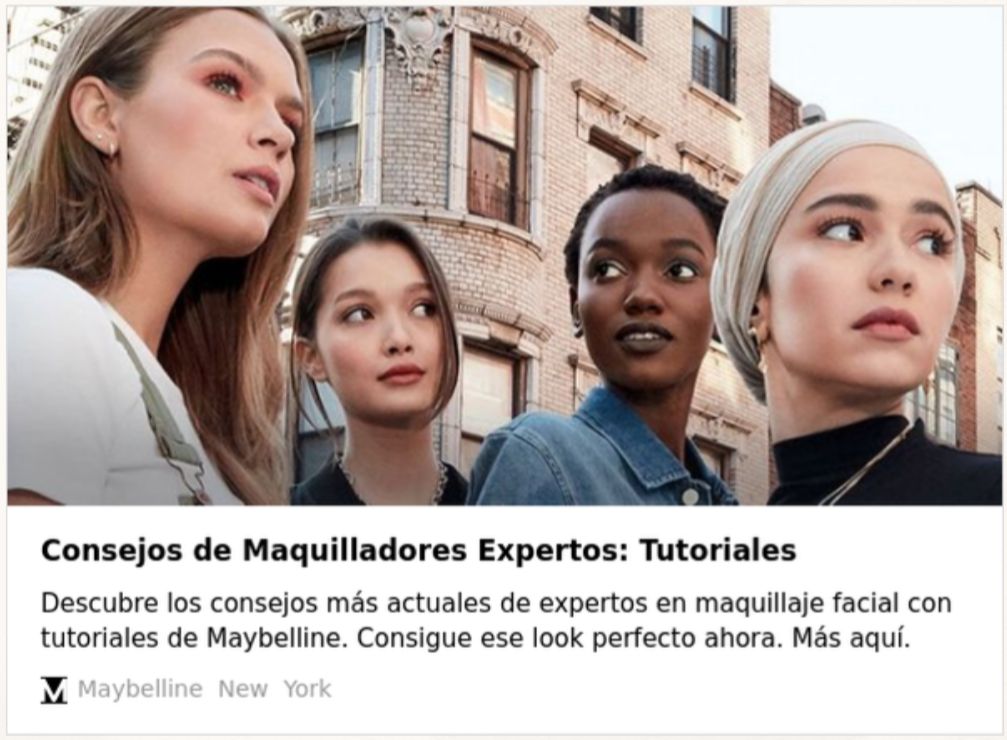 Consejos de Maquilladores Expertos: Tutoriales
Descubre los consejos más actuales de expertos en maquillaje facial con
tutoriales de Maybelline. Consigue ese look perfecto ahora. Más aquí.
M Maybelline New York